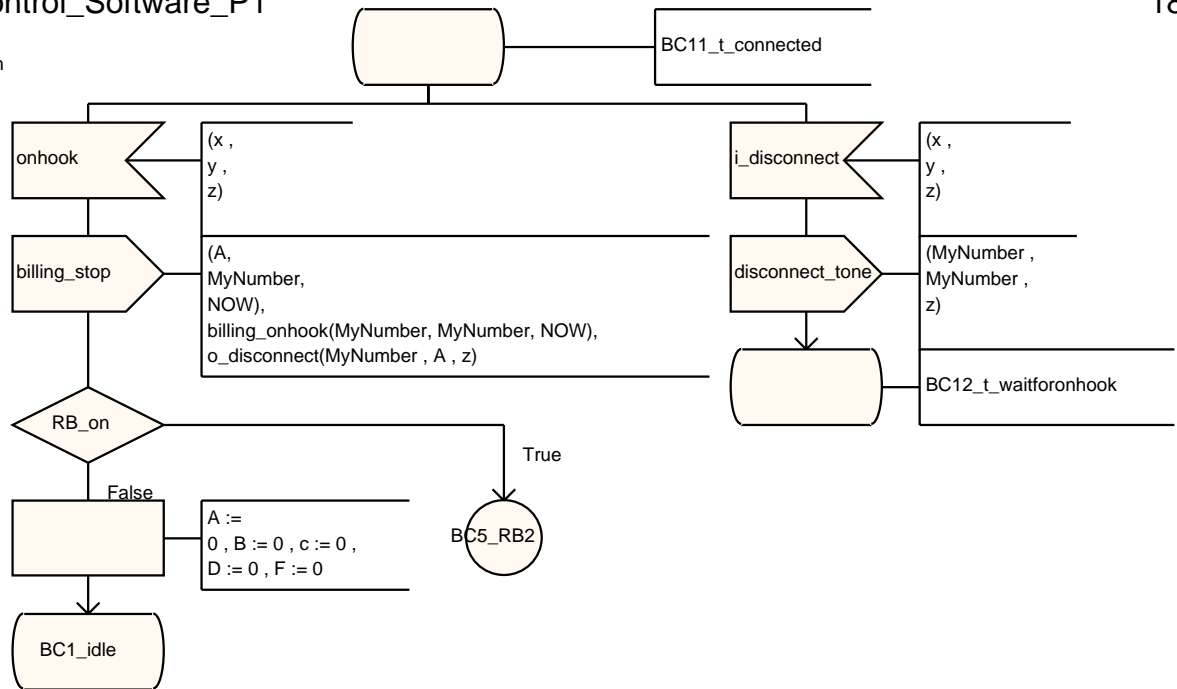 ontrol_Software_P1
18
n
BC11_t_connected
onhook
(x ,
y ,
z)
i_disconnect
(x ,
y ,
z)
billing_stop
(A,
MyNumber,
NOW),
billing_onhook(MyNumber, MyNumber, NOW),
o_disconnect(MyNumber , A , z)
disconnect_tone
(MyNumber ,
MyNumber ,
z)
BC12_t_waitforonhook
RB_on
True
False
A :=
0 , B := 0 , c := 0 ,
D := 0 , F := 0
BC5_RB2
BC1_idle